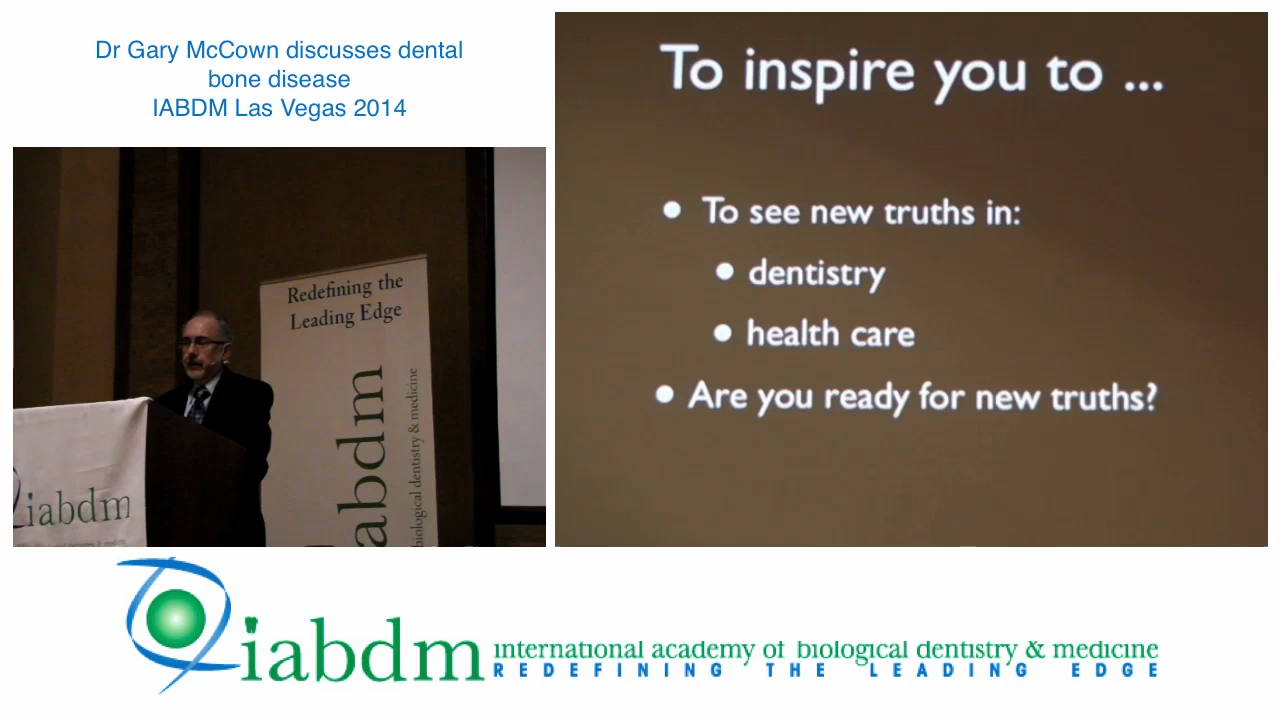 Dr Gary McCown discusses dental
bone disease
IABDM Las Vegas 2014
To inspire you to ...
• To see new truths in:
• dentistry
• health care
• Are you ready for new truths?
Redefining the
Leading Edge
iabdm
biological dentistry & medicine
iabdm
iabdm
international academy of biological dentistry & medicine
REDEFINING THE LEADING EDGE